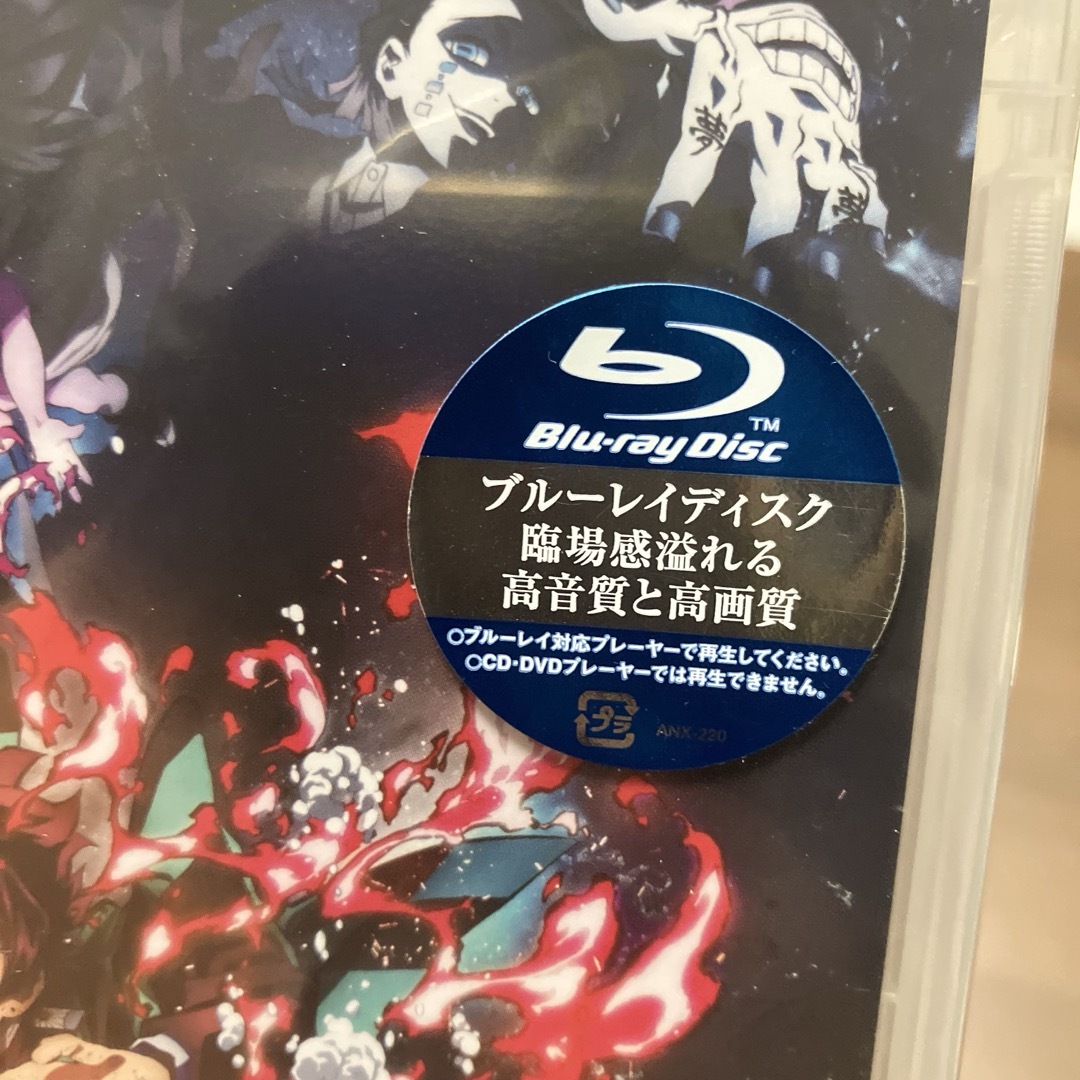 夢
夢
TM
Blu-ray Disc
ブルーレイディスク
臨場感溢れる
高音質と高画質
○ブルーレイ対応プレーヤーで再生してください。
○CD・DVDプレーヤーでは再生できません。
プラ
ANX-220